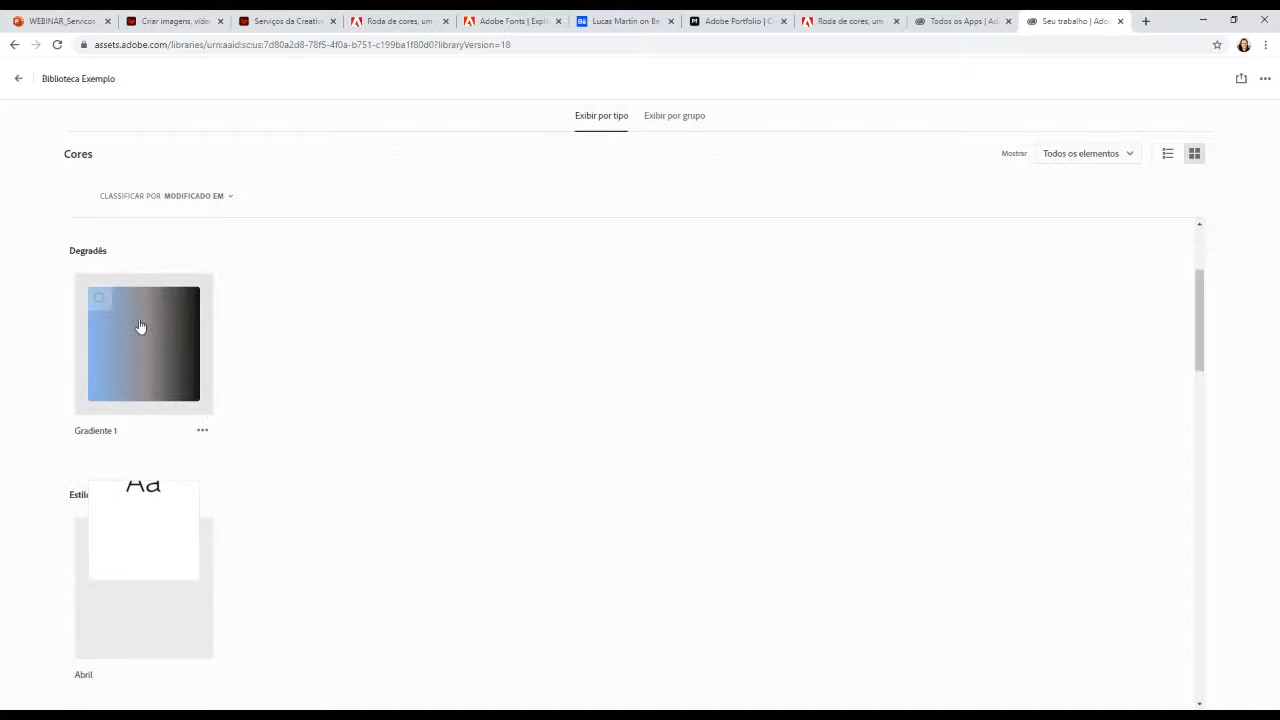 WEBINAR_Servicos
Criar imagens, víde
Serviços da Creative
Roda de cores, um
Adobe Fonts | Expl
Lucas Martin on Be
Adobe Portfolio | C
Roda de cores, um
Todos os Apps | Ad
Seu trabalho | Ado
assets.adobe.com/libraries/urn:aaid:sc:us:7d80a2d8-78f5-4f0a-b751-c199ba1f80d0?libraryVersion=18
Biblioteca Exemplo
Exibir por tipo
Exibir por grupo
Cores
Mostrar
Todos os elementos
CLASSIFICAR POR MODIFICADO EM
Degradês
Gradiente 1
Aa
Abril